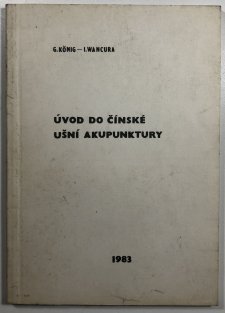 G. KÖNIG — I. WANCURA
ÚVOD DO ČÍNSKÉ
UŠNÍ AKUPUNKTURY
1983